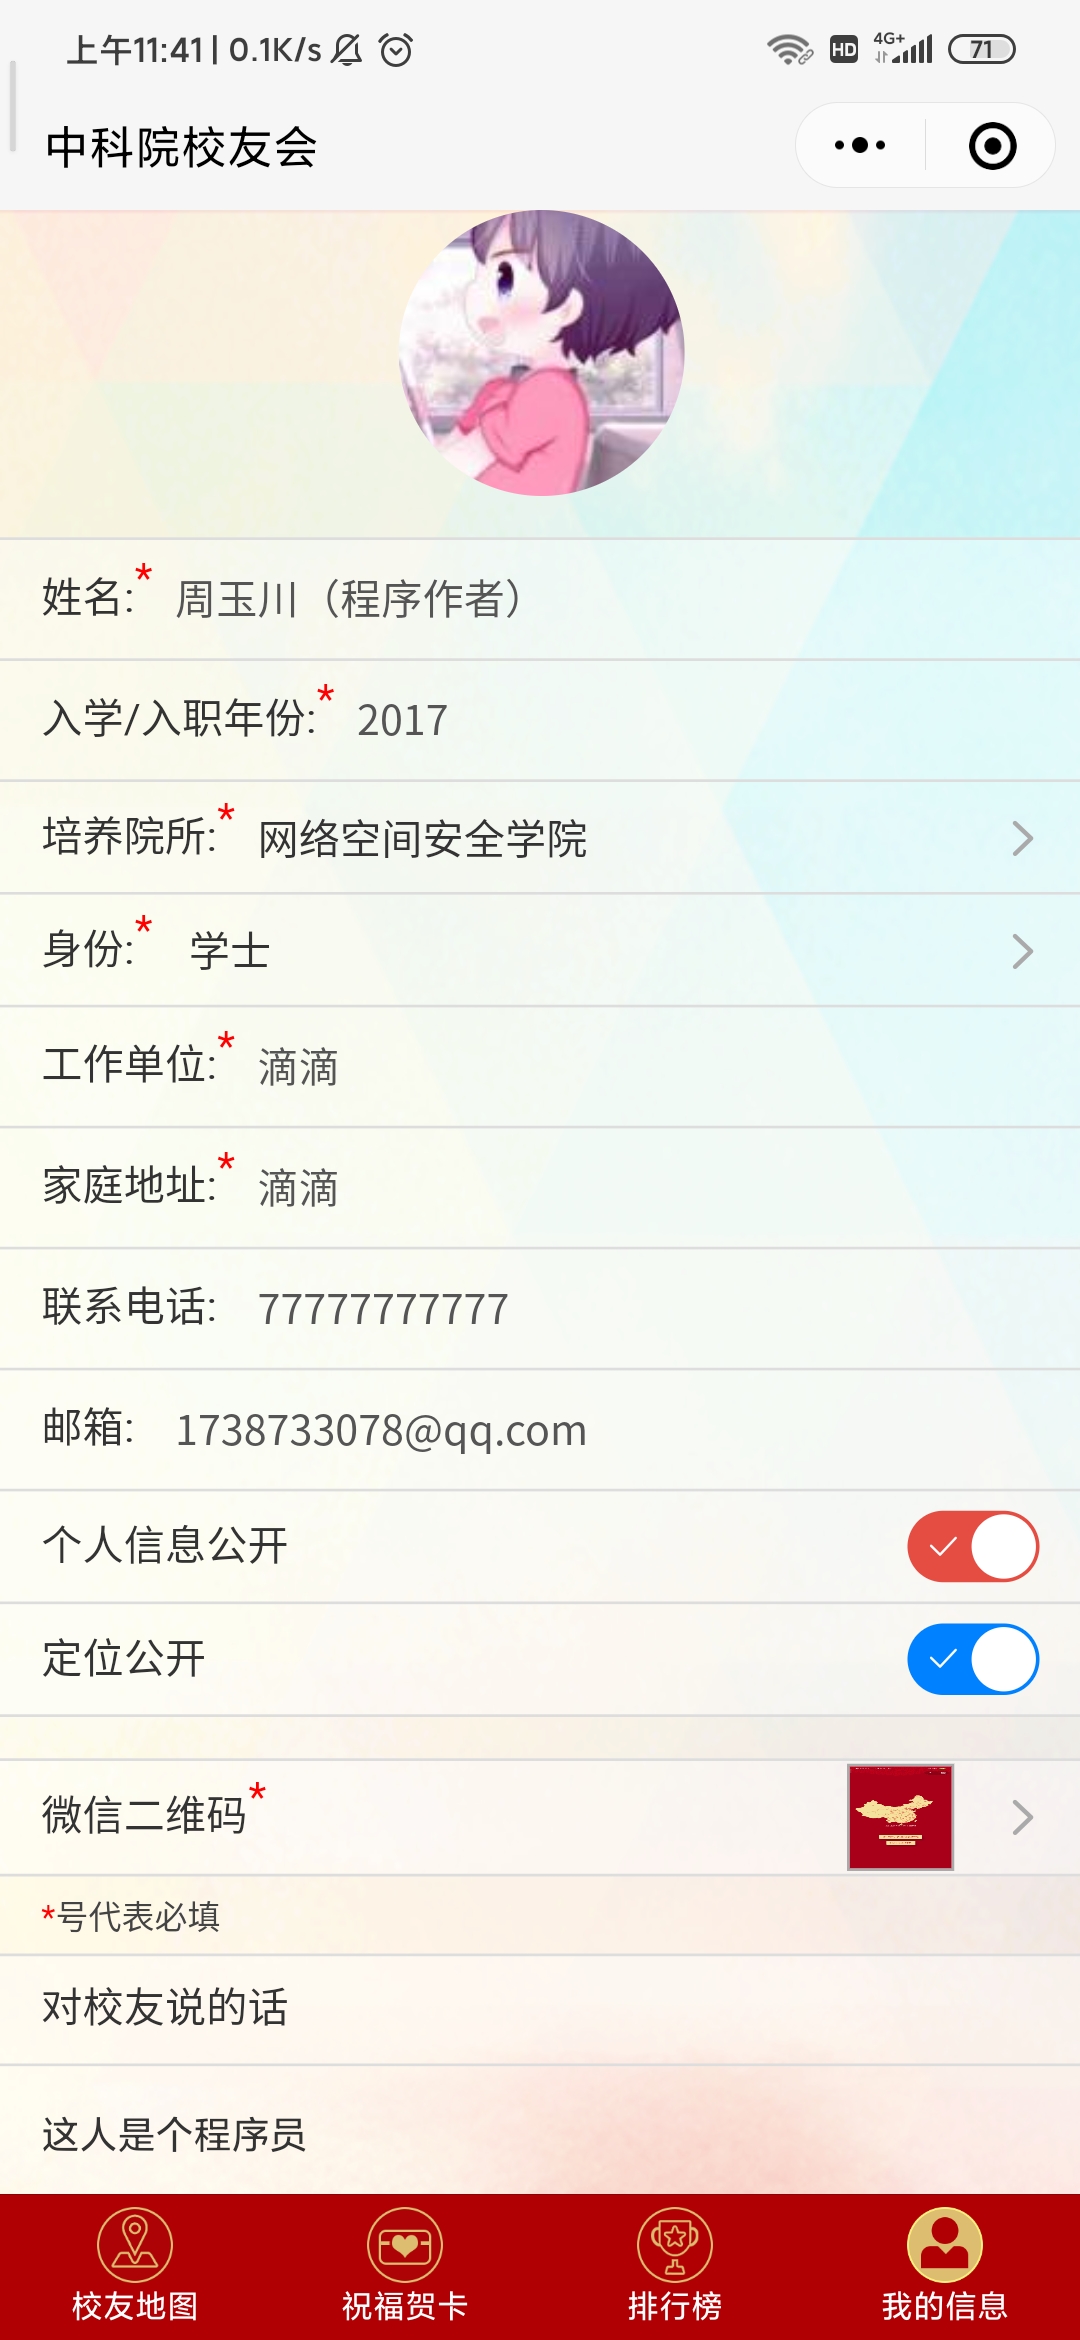 上午11:41 | 0.1K/s HD 4G+ 71
中科院校友会
姓名:* 周玉川（程序作者）
入学/入职年份:* 2017
培养院所:* 网络空间安全学院
身份:* 学士
工作单位:* 滴滴
家庭地址:* 滴滴
联系电话: 77777777777
邮箱: 1738733078@qq.com
个人信息公开
定位公开
微信二维码*
*号代表必填
对校友说的话
这人是个程序员
校友地图 祝福贺卡 排行榜 我的信息